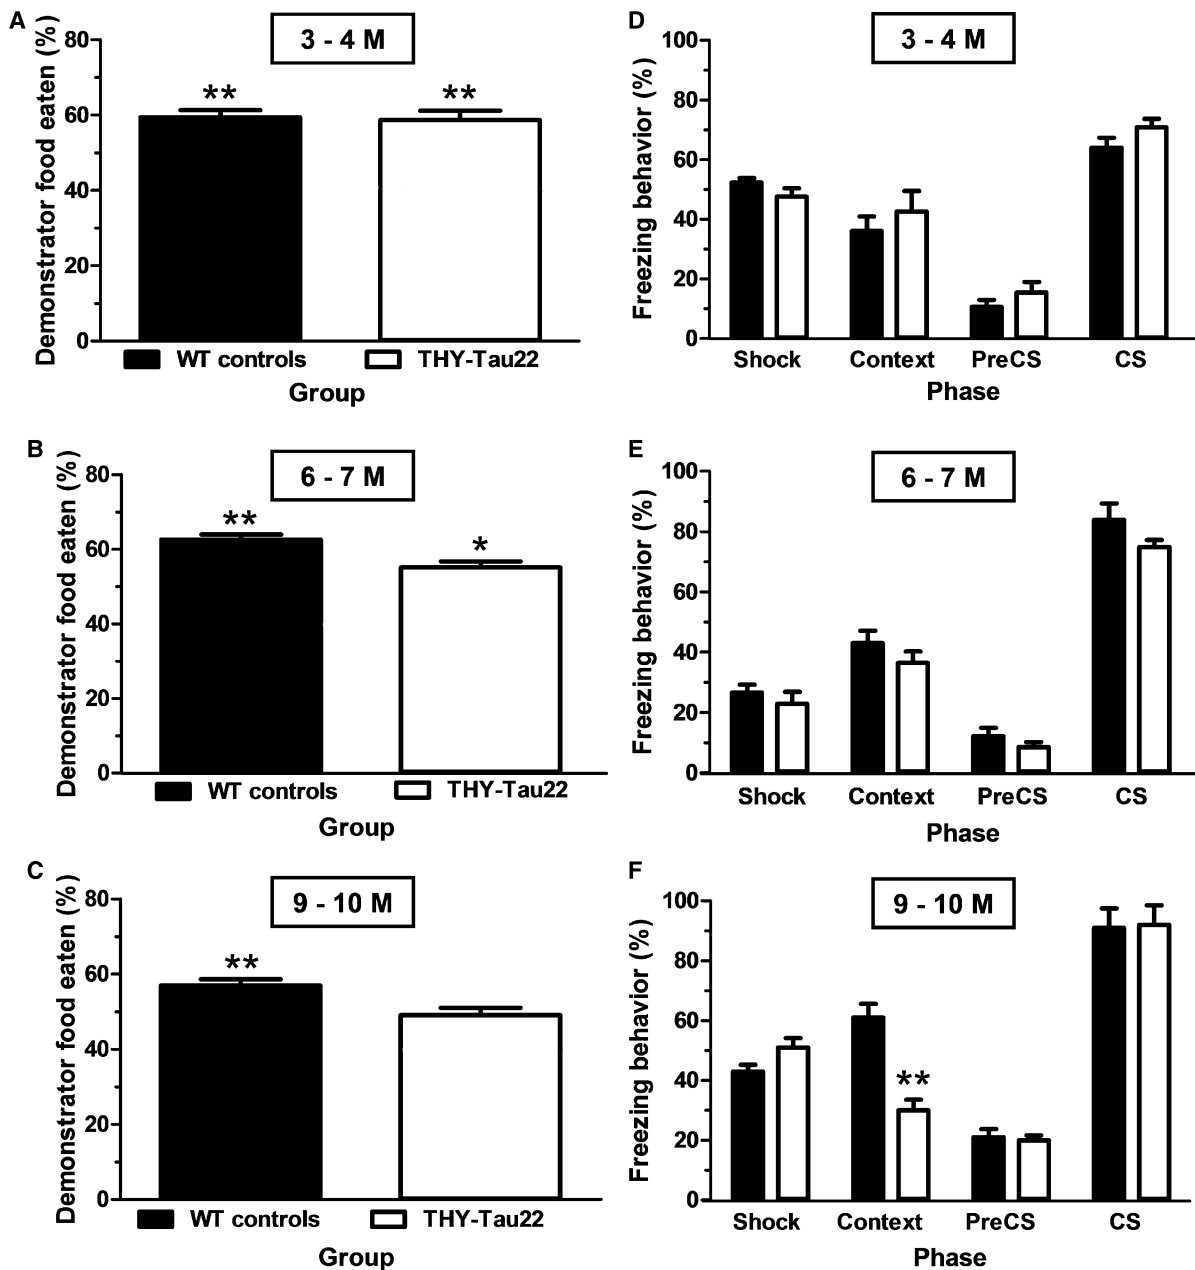 A
3 - 4 M
Demonstrator food eaten (%)
80
60
40
20
0
**
**
WT controls
THY-Tau22
Group
D
3 - 4 M
Freezing behavior (%)
100
80
60
40
20
0
Shock
Context
PreCS
CS
Phase
B
6 - 7 M
Demonstrator food eaten (%)
80
60
40
20
0
**
*
WT controls
THY-Tau22
Group
E
6 - 7 M
Freezing behavior (%)
100
80
60
40
20
0
Shock
Context
PreCS
CS
Phase
C
9 - 10 M
Demonstrator food eaten (%)
80
60
40
20
0
**
WT controls
THY-Tau22
Group
F
9 - 10 M
Freezing behavior (%)
100
80
60
40
20
0
**
Shock
Context
PreCS
CS
Phase